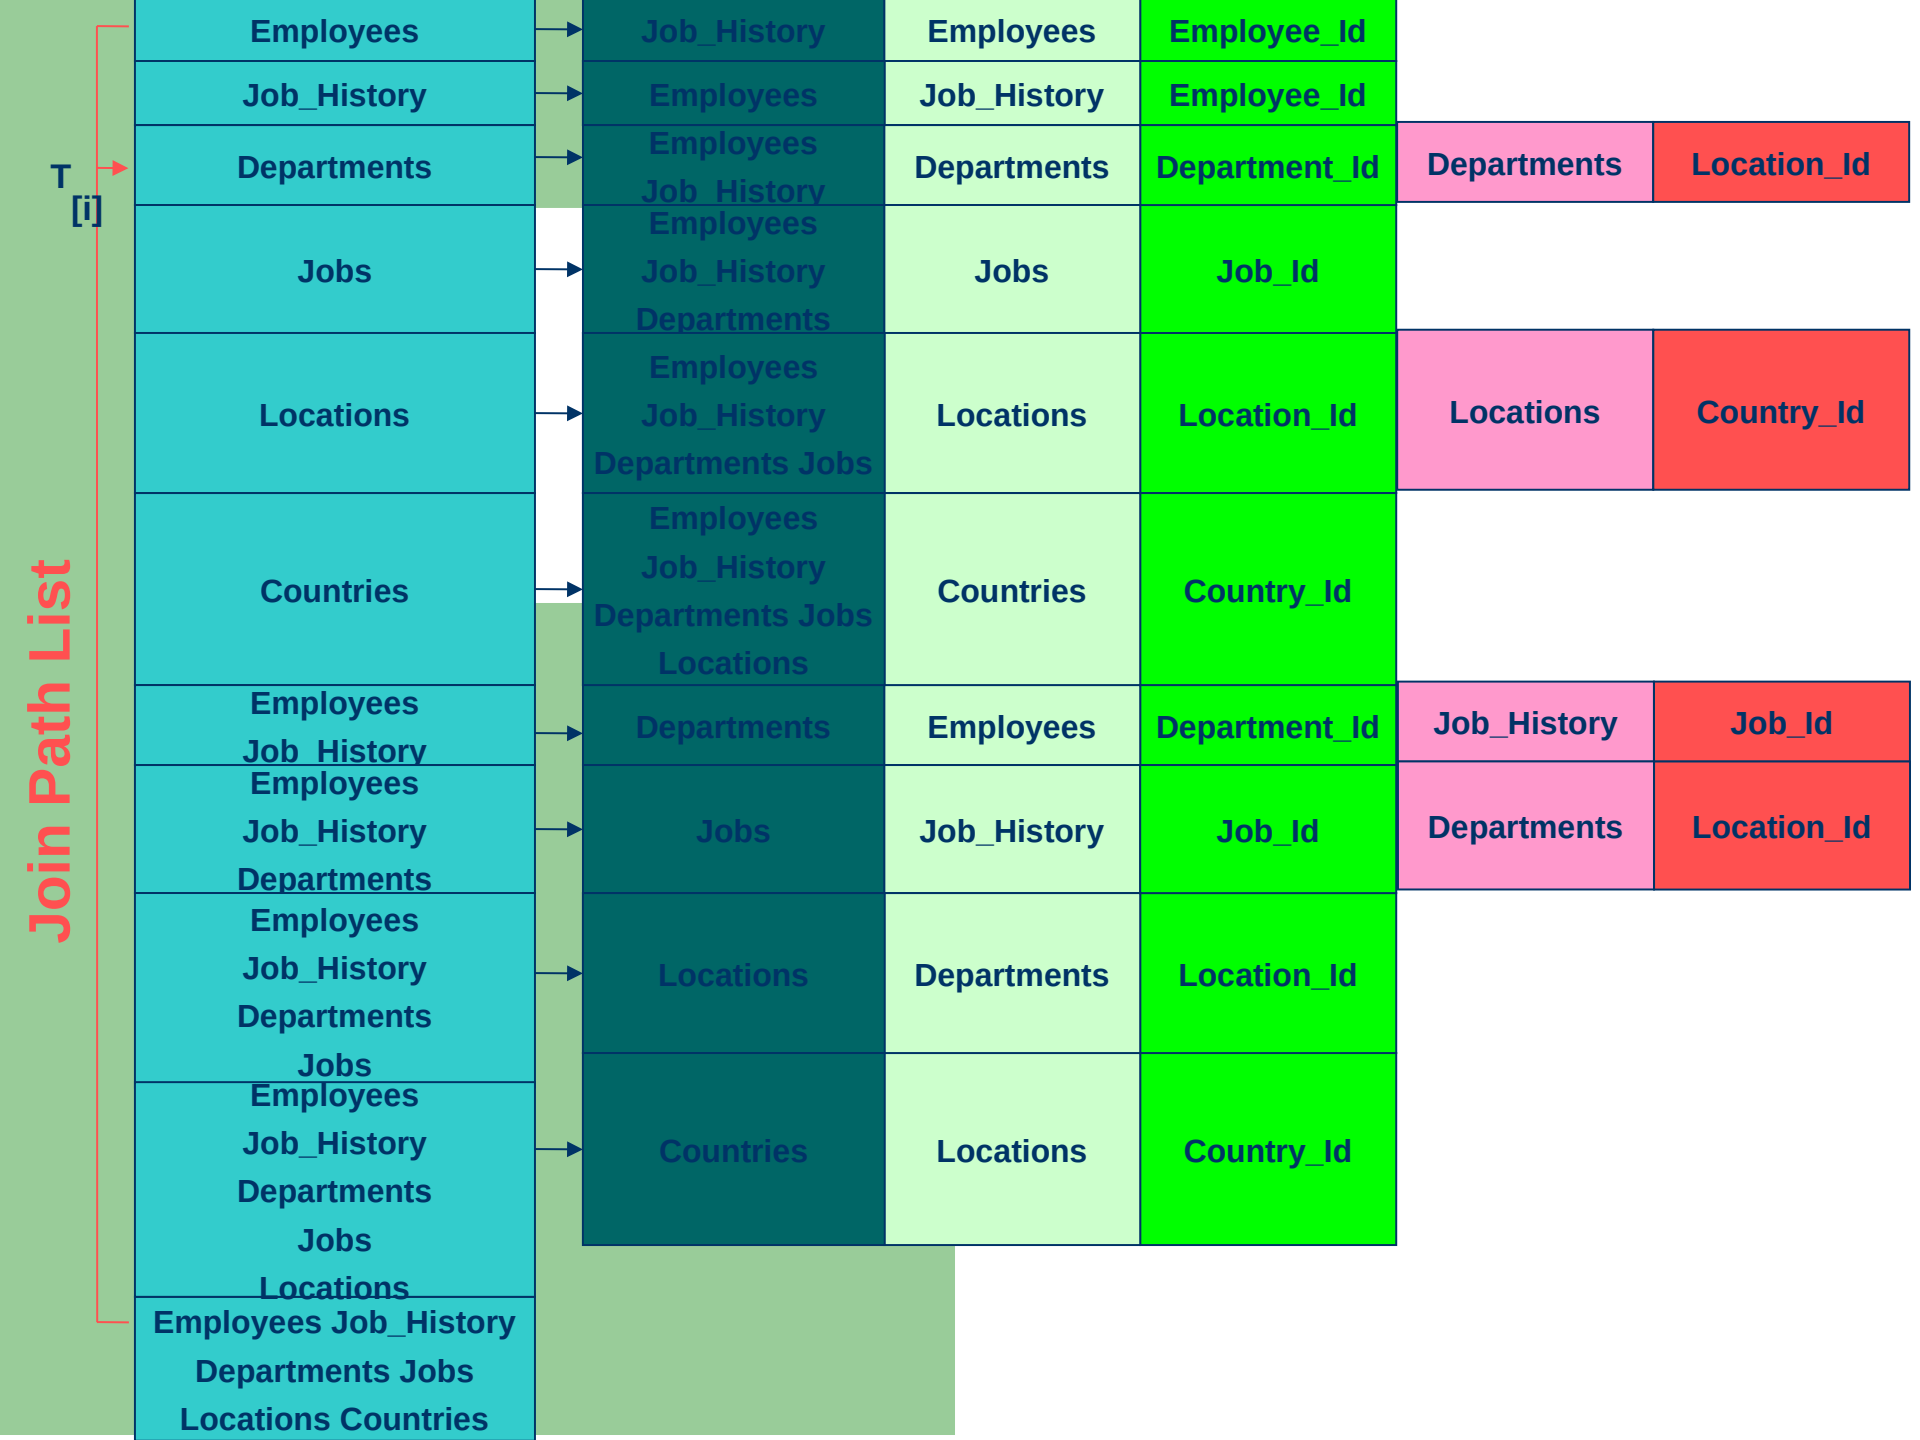 Join Path List
T
[i]
Employees Job_History Employees Employee_Id
Job_History Employees Job_History Employee_Id
Departments
Employees
Job_History
Departments Department_Id Departments Location_Id
Jobs
Employees
Job_History
Departments
Jobs Job_Id
Locations
Employees
Job_History
Departments Jobs
Locations Location_Id Locations Country_Id
Countries
Employees
Job_History
Departments Jobs
Locations
Countries Country_Id
Employees
Job_History
Departments Employees Department_Id Job_History Job_Id
Employees
Job_History
Departments
Jobs Job_History Job_Id Departments Location_Id
Employees
Job_History
Departments
Jobs
Locations Departments Location_Id
Employees
Job_History
Departments
Jobs
Locations
Countries Locations Country_Id
Employees Job_History
Departments Jobs
Locations Countries